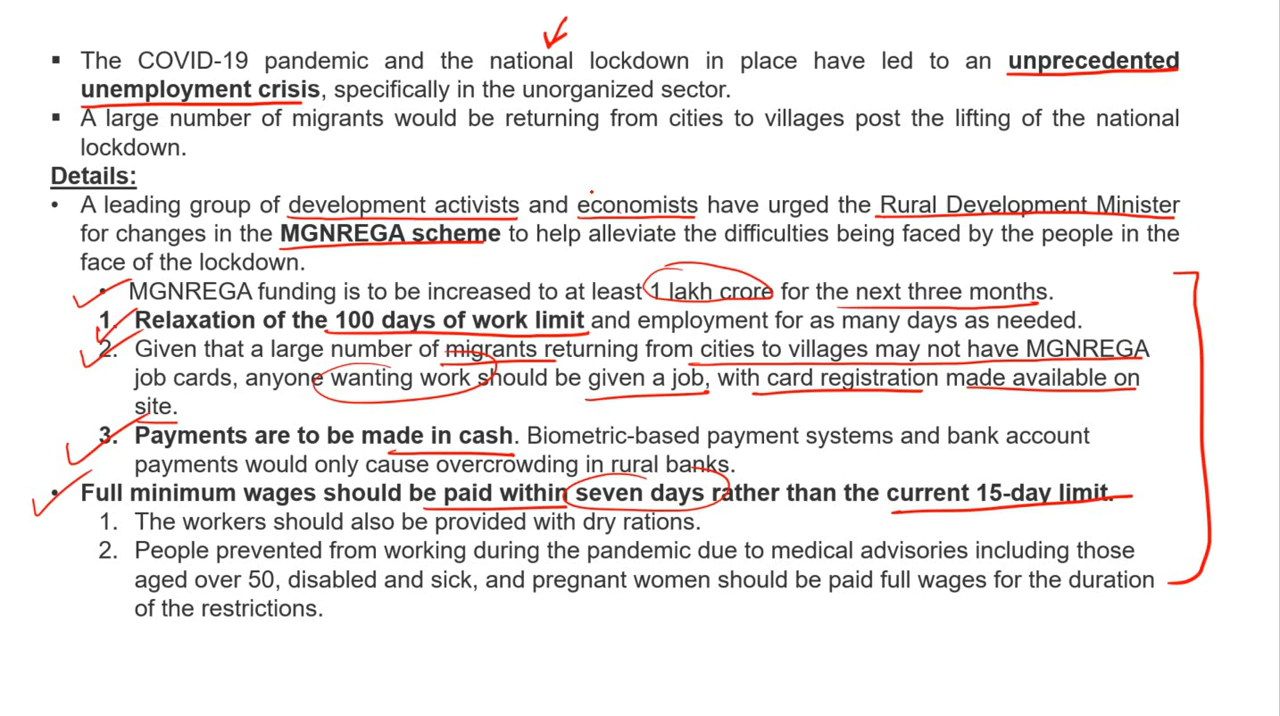 ▪ The COVID-19 pandemic and the national lockdown in place have led to an unprecedented
unemployment crisis, specifically in the unorganized sector.
▪ A large number of migrants would be returning from cities to villages post the lifting of the national
lockdown.
Details:
• A leading group of development activists and economists have urged the Rural Development Minister
for changes in the MGNREGA scheme to help alleviate the difficulties being faced by the people in the
face of the lockdown.
• MGNREGA funding is to be increased to at least 1 lakh crore for the next three months.
1. Relaxation of the 100 days of work limit and employment for as many days as needed.
2. Given that a large number of migrants returning from cities to villages may not have MGNREGA
job cards, anyone wanting work should be given a job, with card registration made available on
site.
3. Payments are to be made in cash. Biometric-based payment systems and bank account
payments would only cause overcrowding in rural banks.
• Full minimum wages should be paid within seven days rather than the current 15-day limit.
1. The workers should also be provided with dry rations.
2. People prevented from working during the pandemic due to medical advisories including those
aged over 50, disabled and sick, and pregnant women should be paid full wages for the duration
of the restrictions.